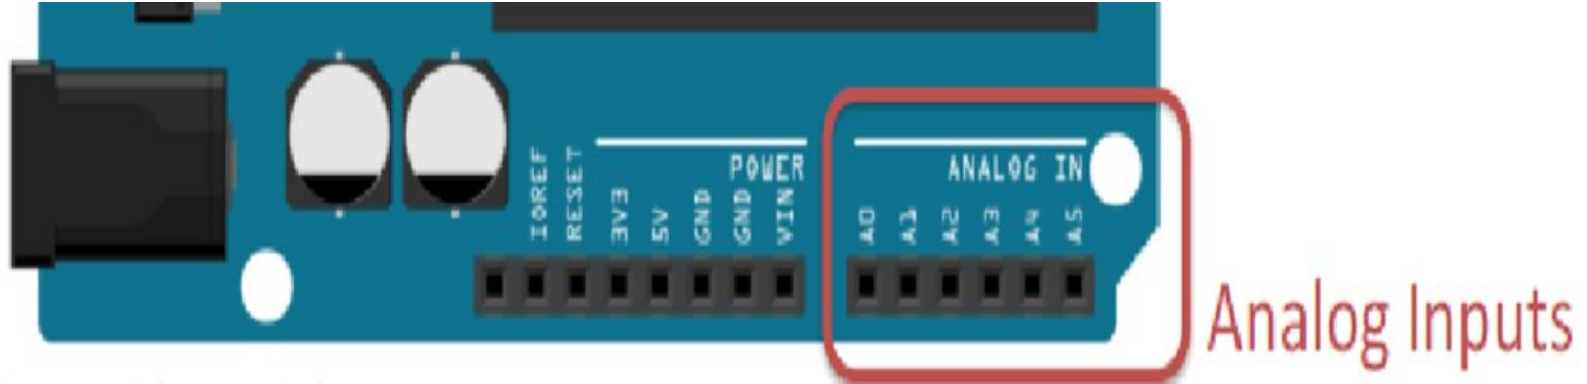 POWER
ANALOG IN
IOREF
RESET
3V3
5V
GND
GND
VIN
A0
A1
A2
A3
A4
A5
Analog Inputs